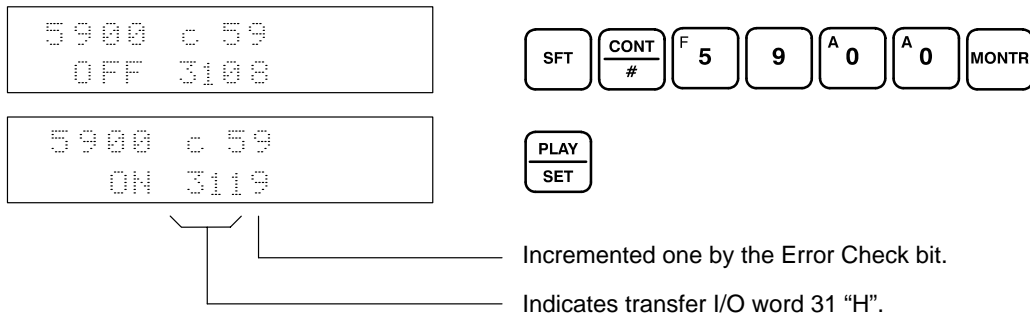 5900 c 59
OFF 3108
SFT CONT # F 5 9 A 0 A 0 MONTR
5900 c 59
ON 3119
PLAY SET
Incremented one by the Error Check bit.
Indicates transfer I/O word 31 “H”.